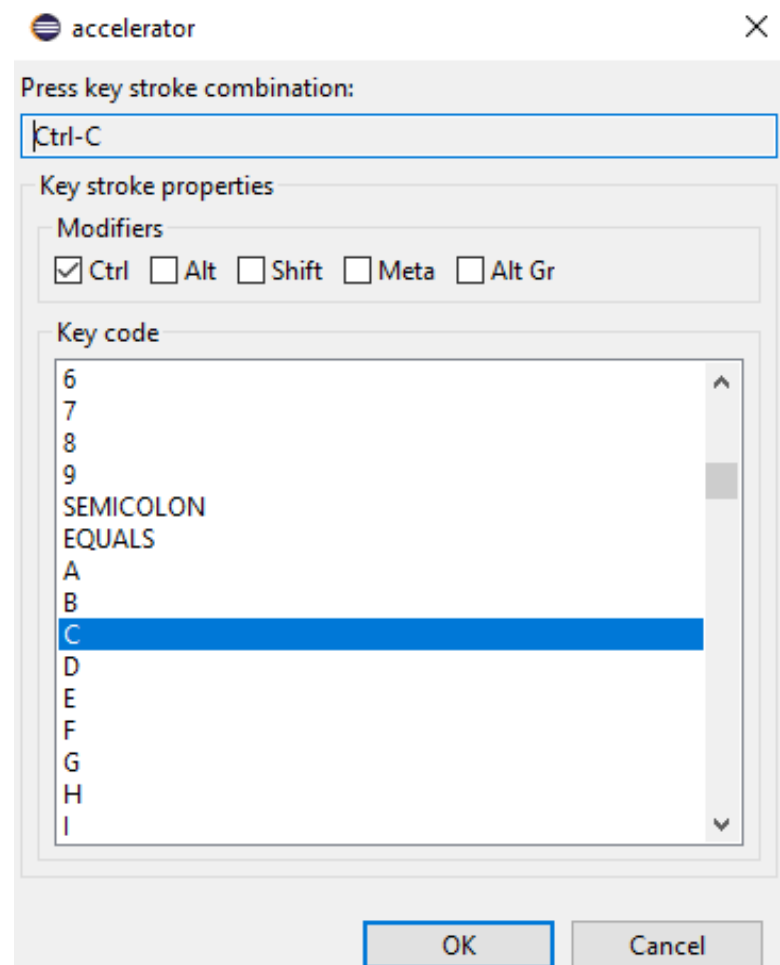 accelerator
Press key stroke combination:
Ctrl-C
Key stroke properties
Modifiers
Ctrl Alt Shift Meta Alt Gr
Key code
6
7
8
9
SEMICOLON
EQUALS
A
B
C
D
E
F
G
H
I
OK Cancel